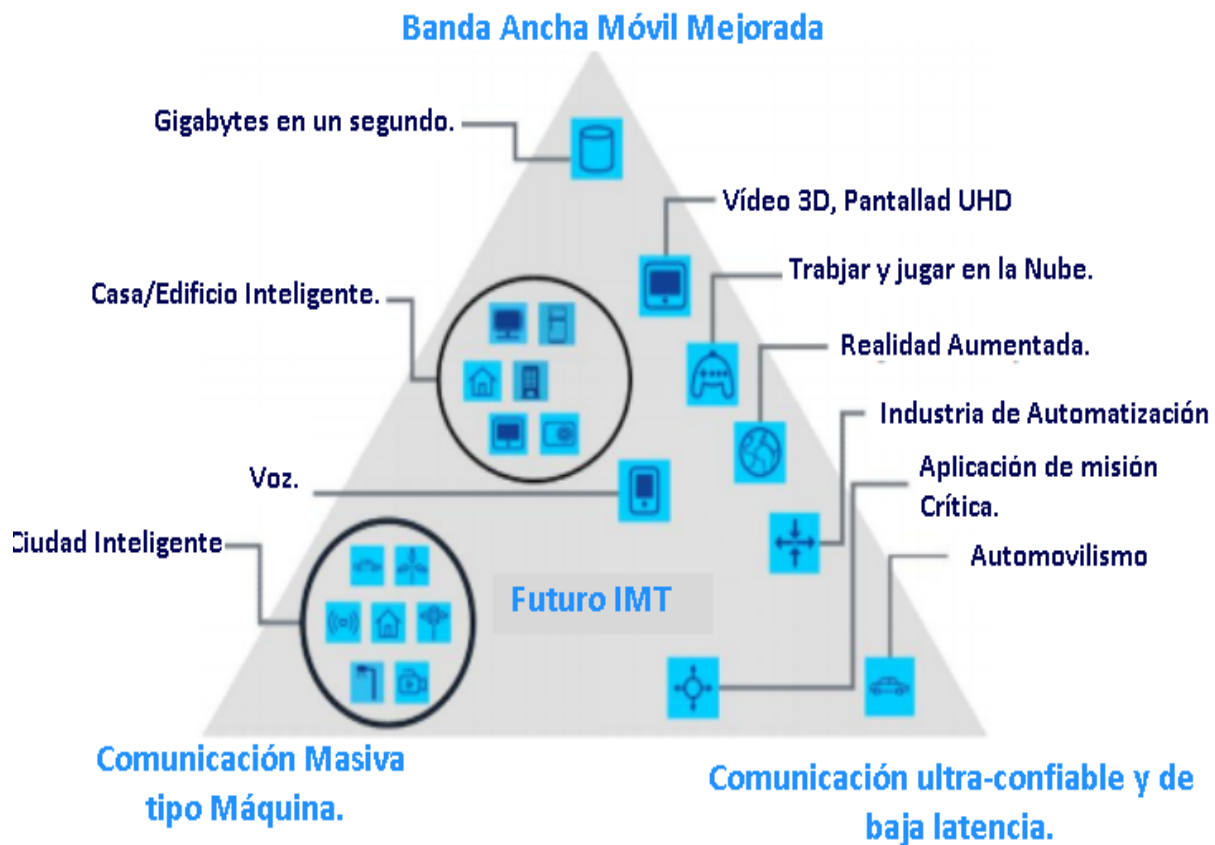 Banda Ancha Móvil Mejorada
Gigabytes en un segundo.
Vídeo 3D, Pantallad UHD
Trabjar y jugar en la Nube.
Casa/Edificio Inteligente.
Realidad Aumentada.
Industria de Automatización
Aplicación de misión
Crítica.
Voz.
Ciudad Inteligente
Automovilismo
Futuro IMT
Comunicación Masiva
tipo Máquina.
Comunicación ultra-confiable y de
baja latencia.